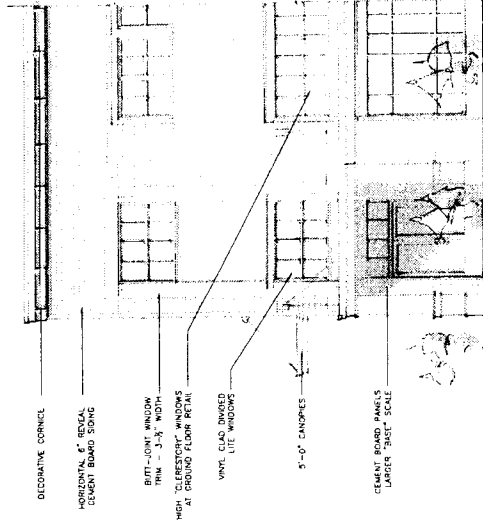 DECORATIVE CORNICE
HORIZONTAL 6" REVEAL
CEMENT BOARD SIDING
BUTT-JOINT WINDOW
TRIM - 3-½" WIDTH
HIGH "CLERESTORY" WINDOWS
AT GROUND FLOOR RETAIL
VINYL CLAD DIVIDED
LITE WINDOWS
5'-0" CANOPIES
CEMENT BOARD PANELS
LARGER "BASE" SCALE